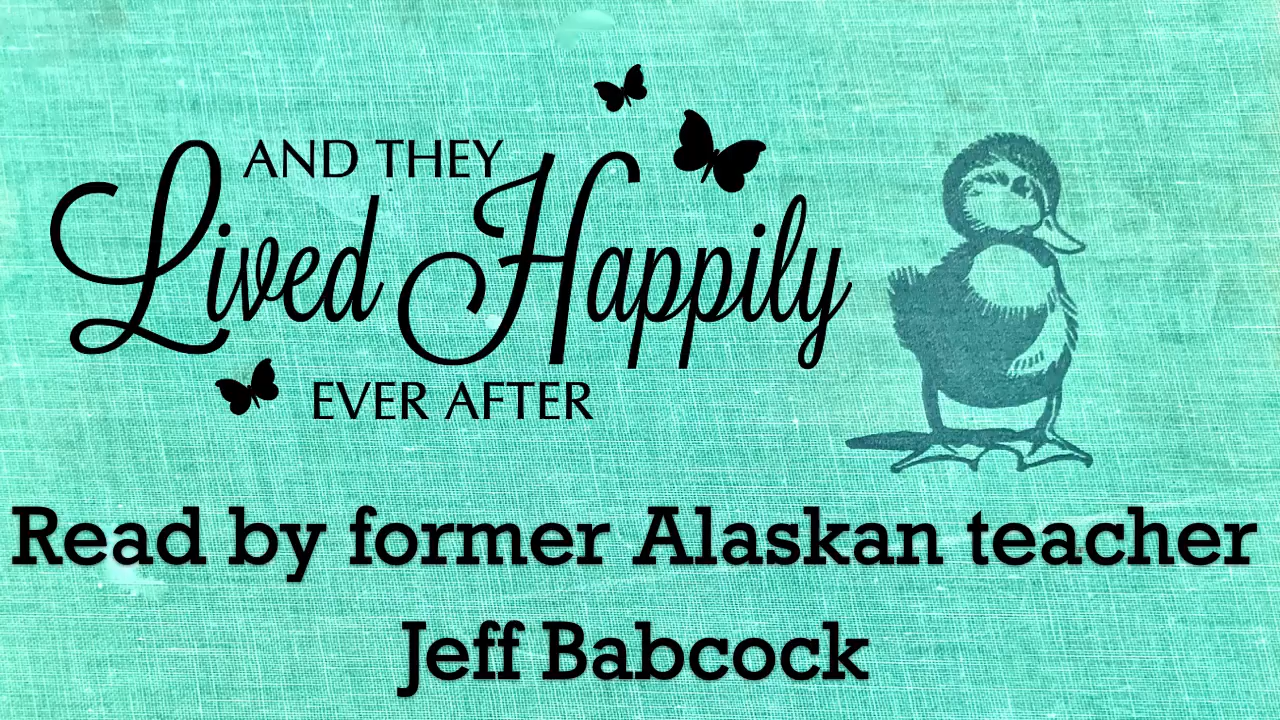 AND THEY
Lived Happily
EVER AFTER
Read by former Alaskan teacher
Jeff Babcock